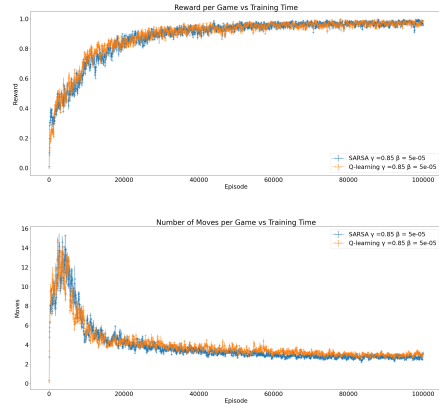 Reward per Game vs Training Time
1.0
0.8
0.6
0.4
0.2
0.0
Reward
SARSA γ =0.85 β = 5e-05
Q-learning γ =0.85 β = 5e-05
0 20000 40000 60000 80000 100000
Episode
Number of Moves per Game vs Training Time
16
14
12
10
8
6
4
2
0
Moves
SARSA γ =0.85 β = 5e-05
Q-learning γ =0.85 β = 5e-05
0 20000 40000 60000 80000 100000
Episode